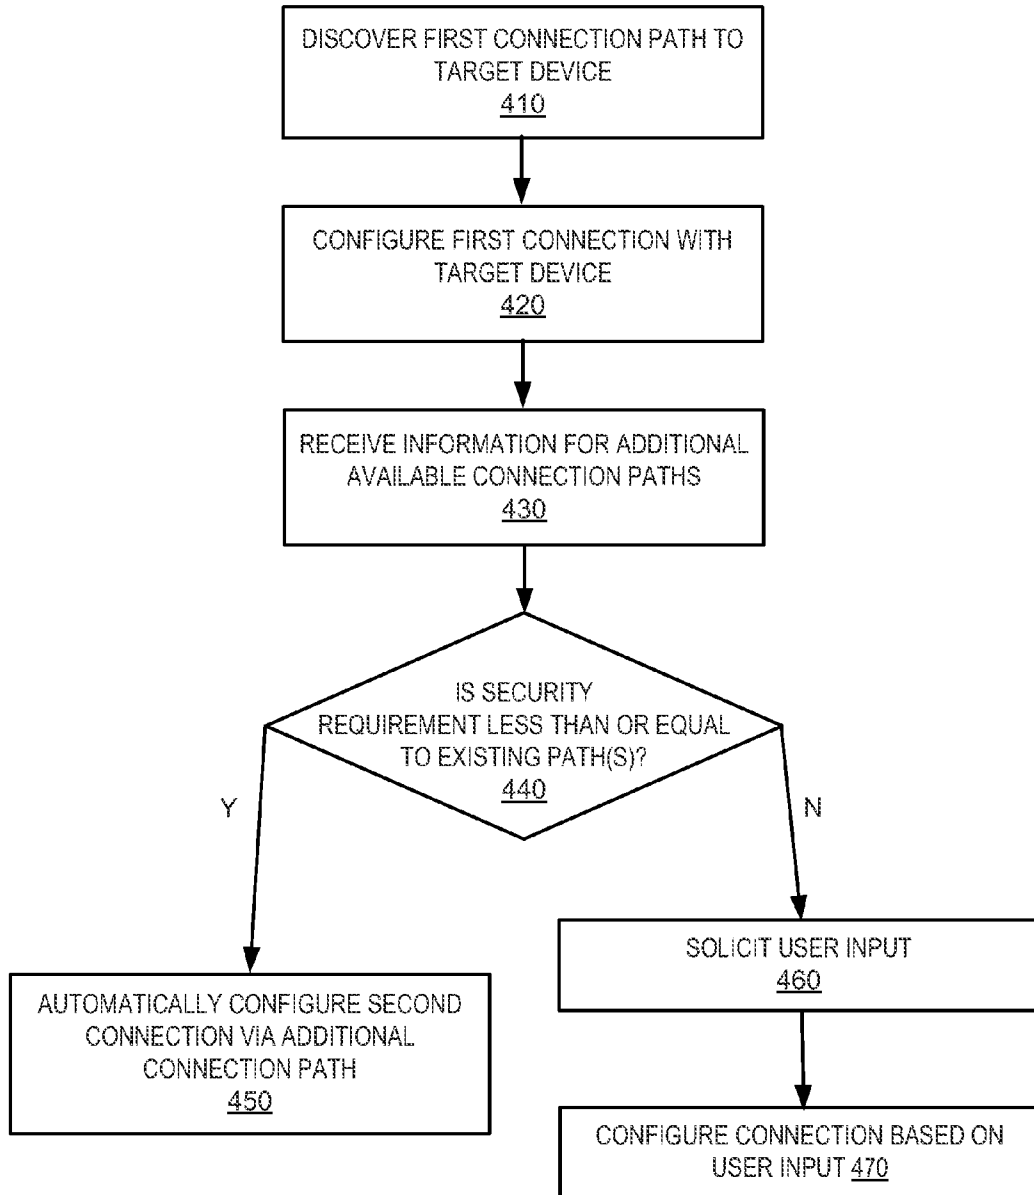 DISCOVER FIRST CONNECTION PATH TO
TARGET DEVICE
410
CONFIGURE FIRST CONNECTION WITH
TARGET DEVICE
420
RECEIVE INFORMATION FOR ADDITIONAL
AVAILABLE CONNECTION PATHS
430
IS SECURITY
REQUIREMENT LESS THAN OR EQUAL
TO EXISTING PATH(S)?
440
Y
N
AUTOMATICALLY CONFIGURE SECOND
CONNECTION VIA ADDITIONAL
CONNECTION PATH
450
SOLICIT USER INPUT
460
CONFIGURE CONNECTION BASED ON
USER INPUT 470